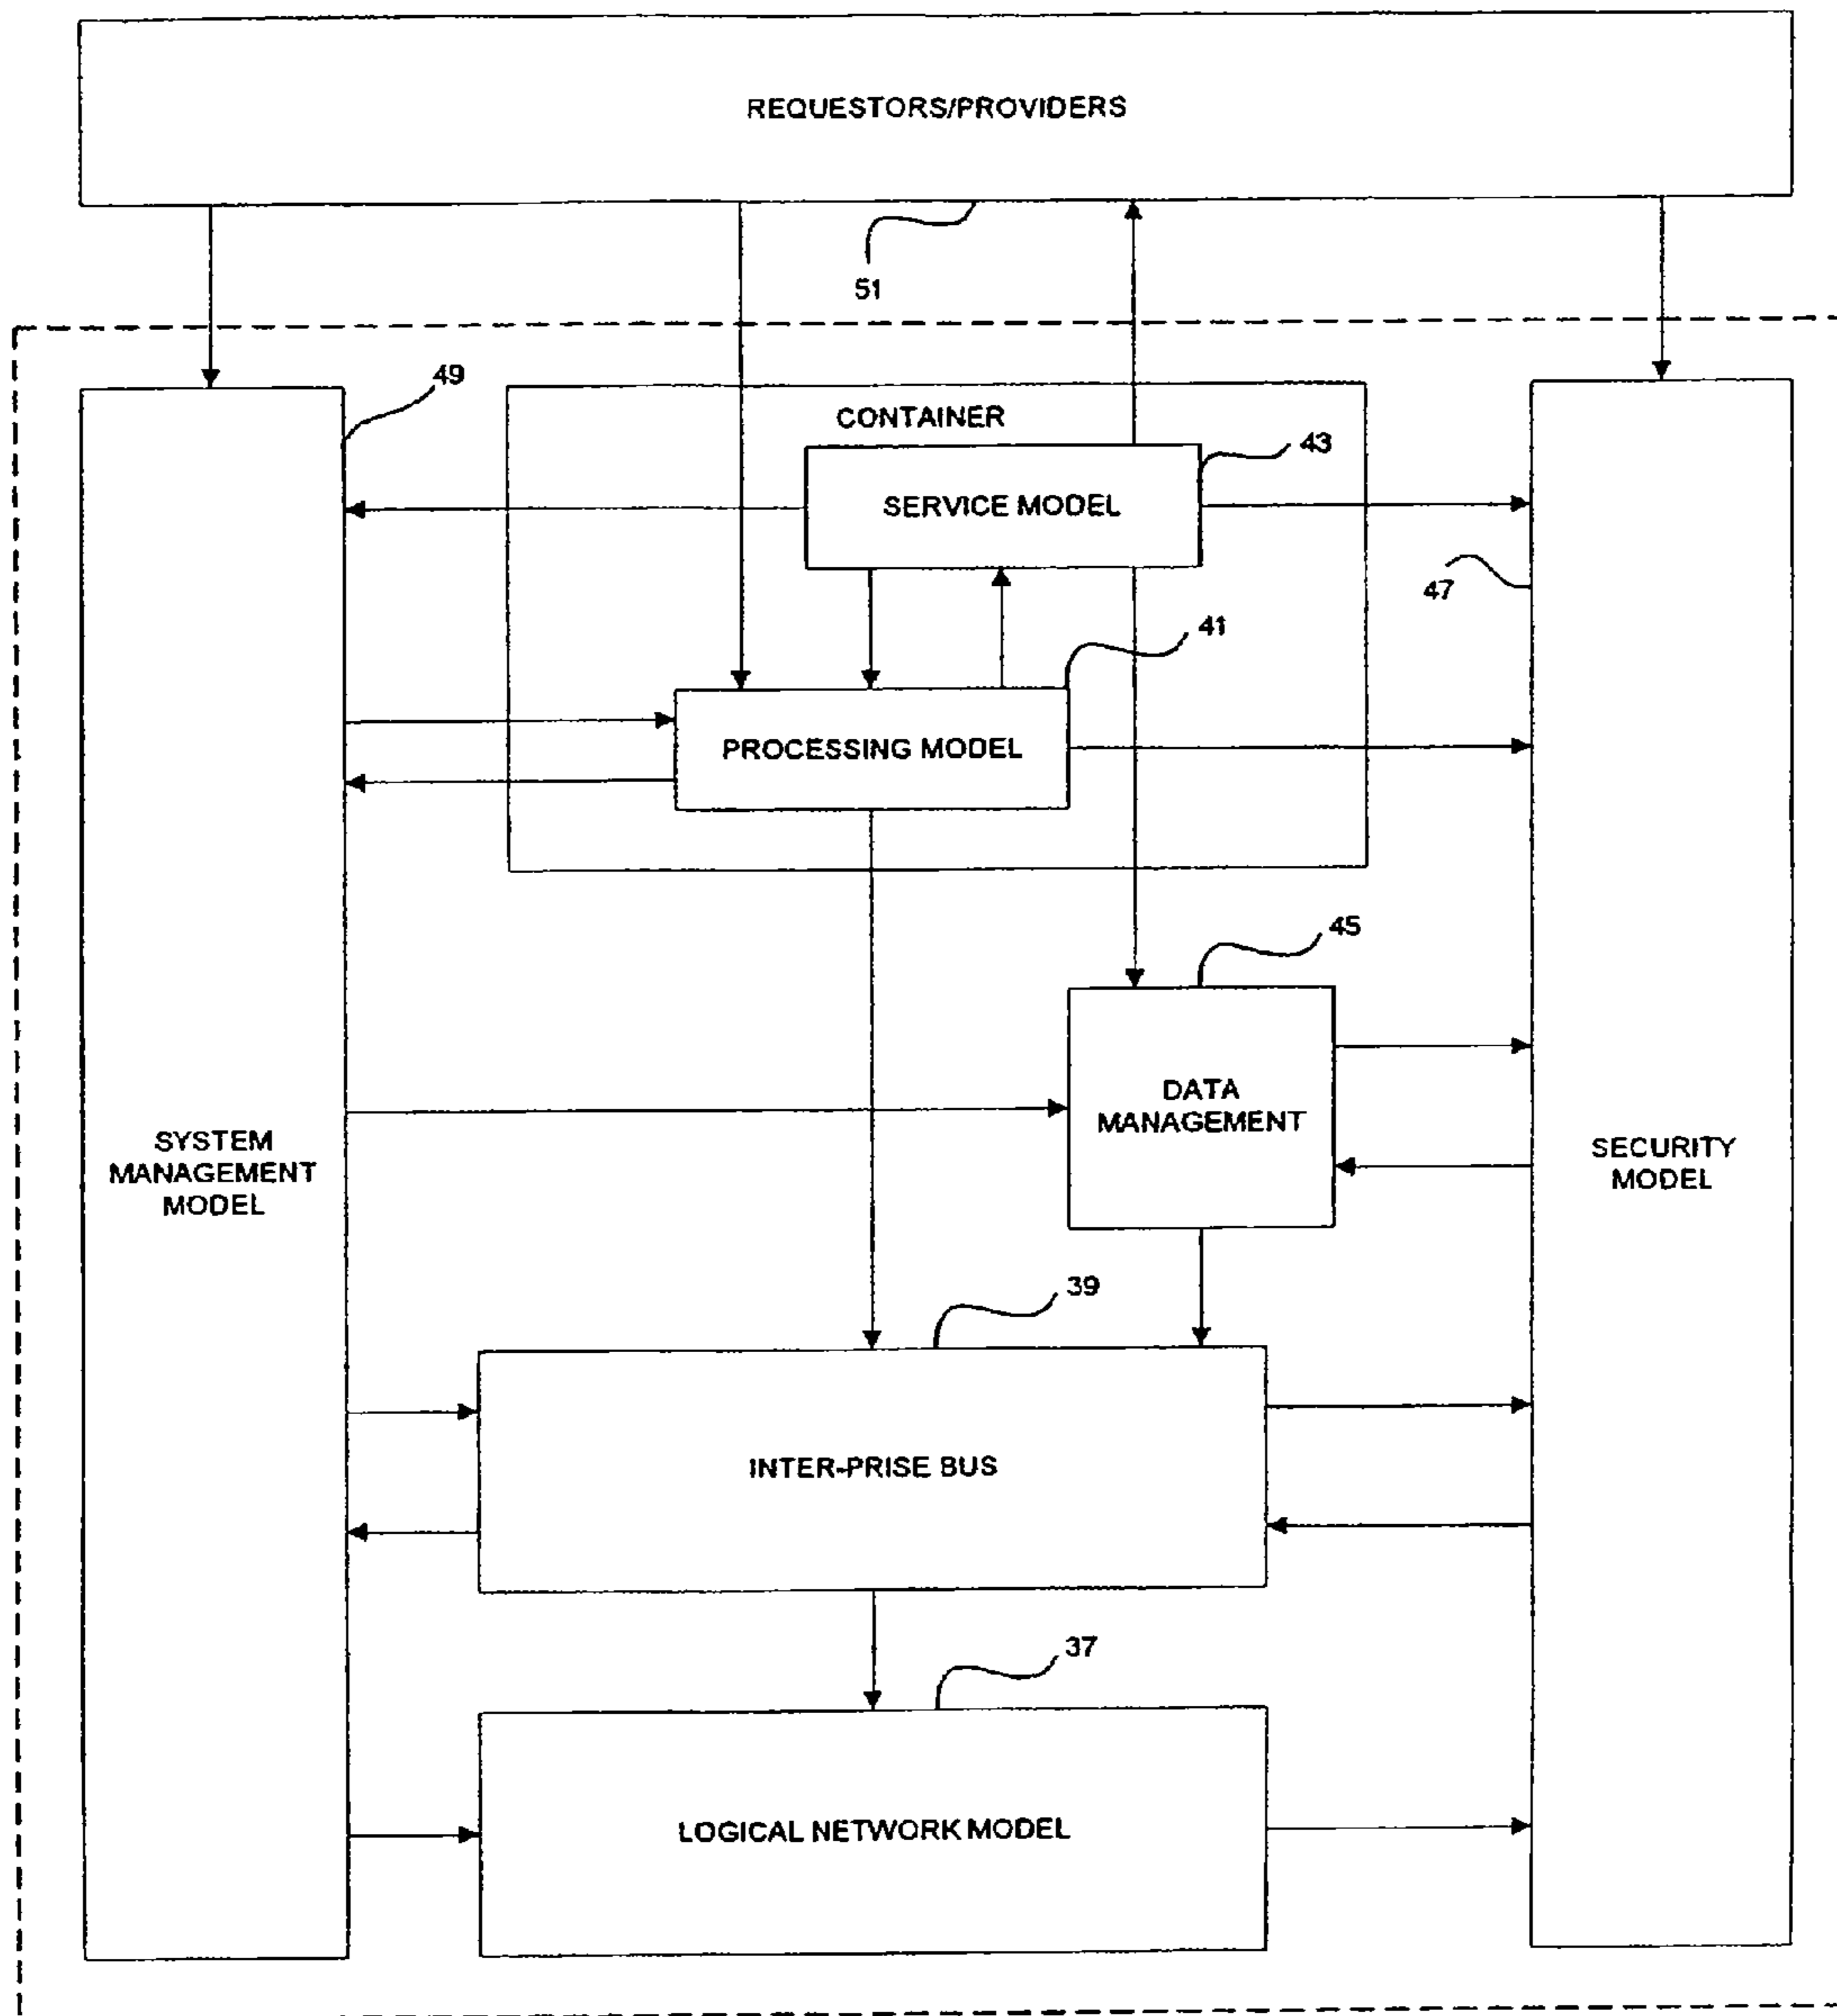 REQUESTORS/PROVIDERS
51
49
CONTAINER
43
SERVICE MODEL
47
41
PROCESSING MODEL
45
DATA
MANAGEMENT
SYSTEM
MANAGEMENT
MODEL
SECURITY
MODEL
39
INTER-PRISE BUS
37
LOGICAL NETWORK MODEL